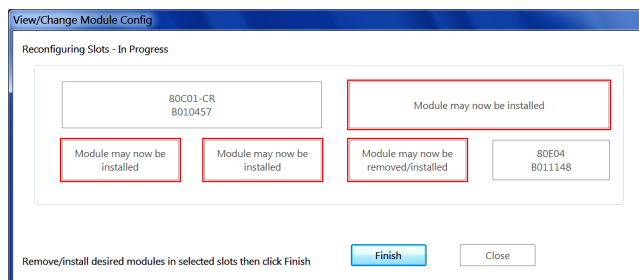 View/Change Module Config
Reconfiguring Slots - In Progress
80C01-CR
B010457
Module may now be installed
Module may now be
installed
Module may now be
installed
Module may now be
removed/installed
80E04
B011148
Remove/install desired modules in selected slots then click Finish
Finish
Close